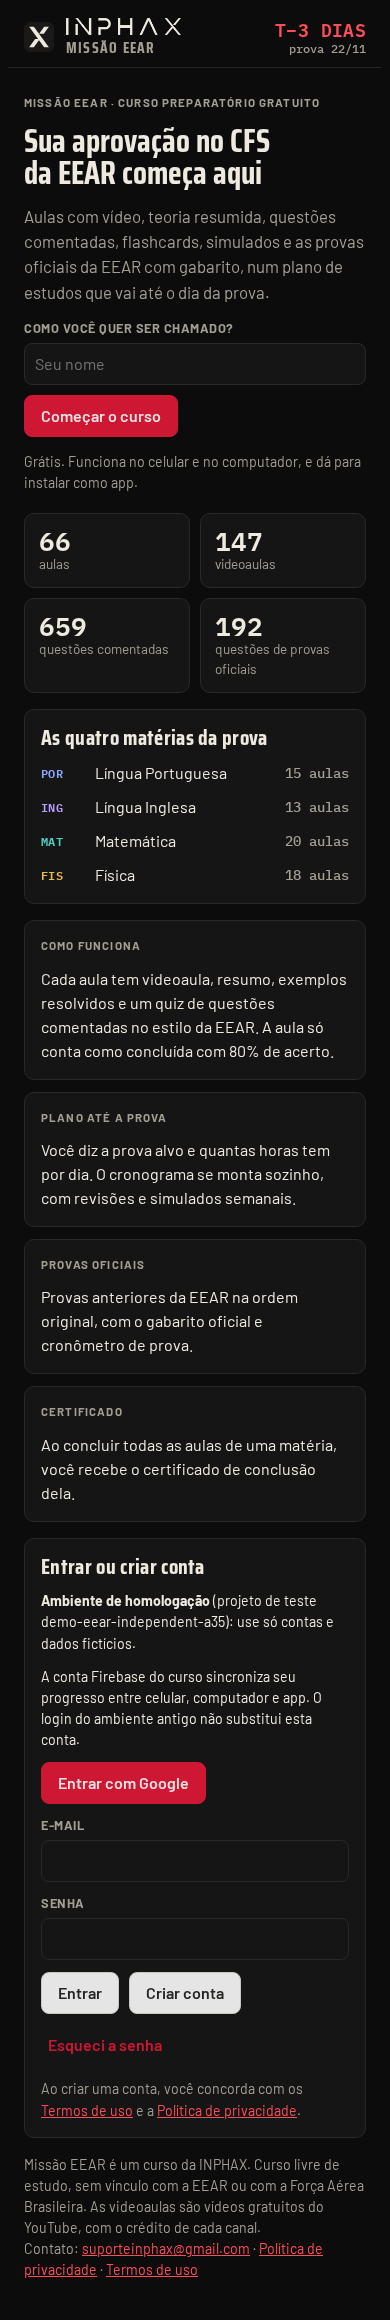 INPHAX
MISSÃO EEAR
T-3 DIAS
prova 22/11
MISSÃO EEAR · CURSO PREPARATÓRIO GRATUITO
Sua aprovação no CFS
da EEAR começa aqui
Aulas com vídeo, teoria resumida, questões
comentadas, flashcards, simulados e as provas
oficiais da EEAR com gabarito, num plano de
estudos que vai até o dia da prova.
COMO VOCÊ QUER SER CHAMADO?
Seu nome
Começar o curso
Grátis. Funciona no celular e no computador, e dá para
instalar como app.
66
aulas
147
videoaulas
659
questões comentadas
192
questões de provas
oficiais
As quatro matérias da prova
POR Língua Portuguesa 15 aulas
ING Língua Inglesa 13 aulas
MAT Matemática 20 aulas
FIS Física 18 aulas
COMO FUNCIONA
Cada aula tem videoaula, resumo, exemplos
resolvidos e um quiz de questões
comentadas no estilo da EEAR. A aula só
conta como concluída com 80% de acerto.
PLANO ATÉ A PROVA
Você diz a prova alvo e quantas horas tem
por dia. O cronograma se monta sozinho,
com revisões e simulados semanais.
PROVAS OFICIAIS
Provas anteriores da EEAR na ordem
original, com o gabarito oficial e
cronômetro de prova.
CERTIFICADO
Ao concluir todas as aulas de uma matéria,
você recebe o certificado de conclusão
dela.
Entrar ou criar conta
Ambiente de homologação (projeto de teste
demo-eear-independent-a35): use só contas e
dados fictícios.
A conta Firebase do curso sincroniza seu
progresso entre celular, computador e app. O
login do ambiente antigo não substitui esta
conta.
Entrar com Google
E-MAIL
SENHA
Entrar
Criar conta
Esqueci a senha
Ao criar uma conta, você concorda com os
Termos de uso e a Política de privacidade.
Missão EEAR é um curso da INPHAX. Curso livre de
estudo, sem vínculo com a EEAR ou com a Força Aérea
Brasileira. As videoaulas são vídeos gratuitos do
YouTube, com o crédito de cada canal.
Contato: suporteinphax@gmail.com · Política de
privacidade · Termos de uso